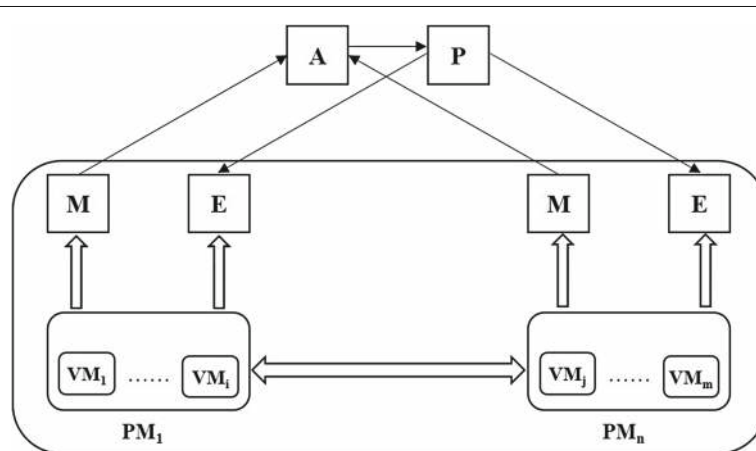 A P
M E M E
VM₁ ...... VMᵢ VMⱼ ...... VMₘ
PM₁ PMₙ